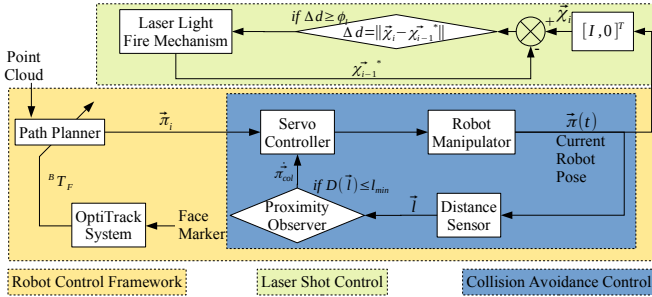 Point
Cloud
Laser Light
Fire Mechanism
if Δd≥ϕ_i
Δd=‖χ⃗_i−χ⃗_{i−1}*‖
+
-
χ⃗_i
[I,0]^T
χ⃗_{i−1}*
Path Planner
π⃗_i
Servo
Controller
Robot
Manipulator
π⃗(t)
Current
Robot
Pose
π̇⃗_col
if D(l⃗)≤l_min
^B T_F
OptiTrack
System
Face
Marker
Proximity
Observer
l⃗
Distance
Sensor
Robot Control Framework
Laser Shot Control
Collision Avoidance Control